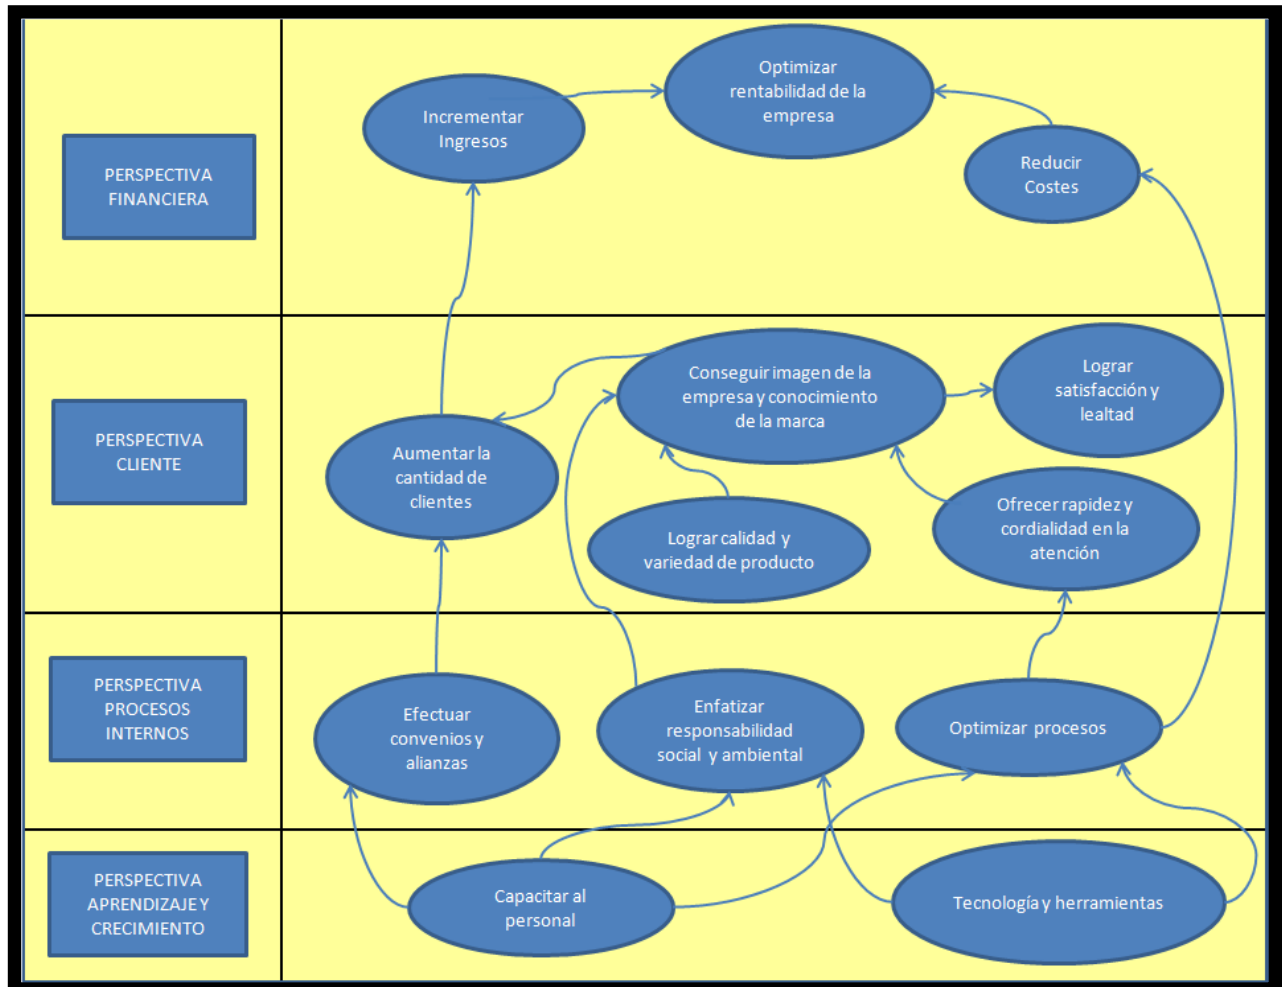 PERSPECTIVA
FINANCIERA
Incrementar
Ingresos
Optimizar
rentabilidad de la
empresa
Reducir
Costes
PERSPECTIVA
CLIENTE
Aumentar la
cantidad de
clientes
Conseguir imagen de la
empresa y conocimiento
de la marca
Lograr
satisfacción y
lealtad
Lograr calidad y
variedad de producto
Ofrecer rapidez y
cordialidad en la
atención
PERSPECTIVA
PROCESOS
INTERNOS
Efectuar
convenios y
alianzas
Enfatizar
responsabilidad
social y ambiental
Optimizar procesos
PERSPECTIVA
APRENDIZAJE Y
CRECIMIENTO
Capacitar al
personal
Tecnología y herramientas